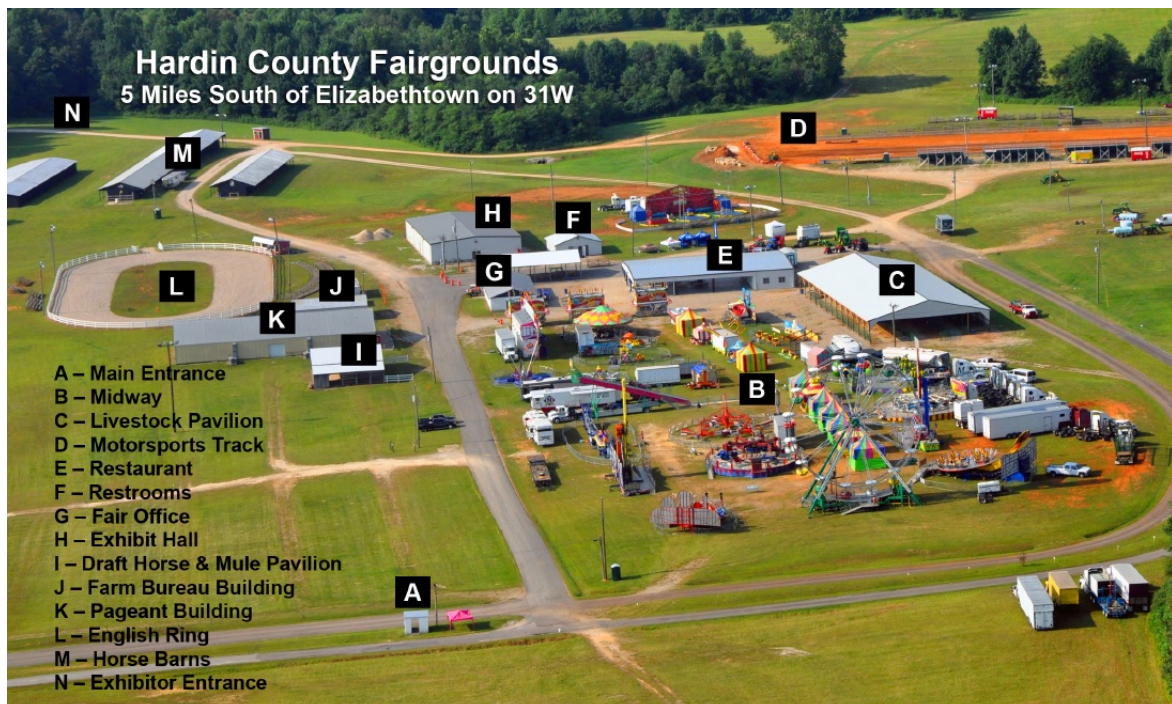 Hardin County Fairgrounds
5 Miles South of Elizabethtown on 31W
N
M
D
H
F
G
E
C
L
J
K
I
B
A
A – Main Entrance
B – Midway
C – Livestock Pavilion
D – Motorsports Track
E – Restaurant
F – Restrooms
G – Fair Office
H – Exhibit Hall
I – Draft Horse & Mule Pavilion
J – Farm Bureau Building
K – Pageant Building
L – English Ring
M – Horse Barns
N – Exhibitor Entrance